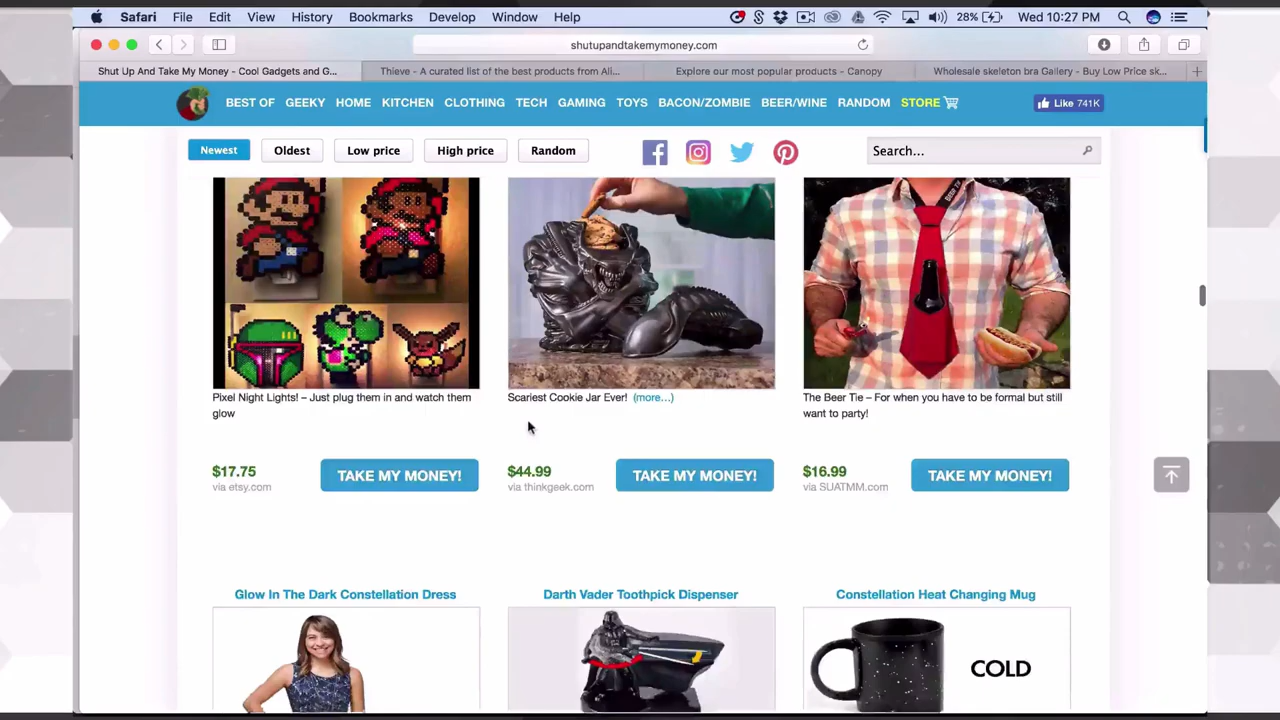 Safari File Edit View History Bookmarks Develop Window Help 28% Wed 10:27 PM
shutupandtakemymoney.com
Shut Up And Take My Money - Cool Gadgets and G... Thieve - A curated list of the best products from Ali... Explore our most popular products – Canopy Wholesale skeleton bra Gallery - Buy Low Price sk...
BEST OF GEEKY HOME KITCHEN CLOTHING TECH GAMING TOYS BACON/ZOMBIE BEER/WINE RANDOM STORE Like 741K
Newest Oldest Low price High price Random Search...
Pixel Night Lights! – Just plug them in and watch them
glow
Scariest Cookie Jar Ever! (more...)
The Beer Tie – For when you have to be formal but still
want to party!
$17.75 TAKE MY MONEY! $44.99 TAKE MY MONEY! $16.99 TAKE MY MONEY!
via etsy.com via thinkgeek.com via SUATMM.com
Glow In The Dark Constellation Dress Darth Vader Toothpick Dispenser Constellation Heat Changing Mug
COLD